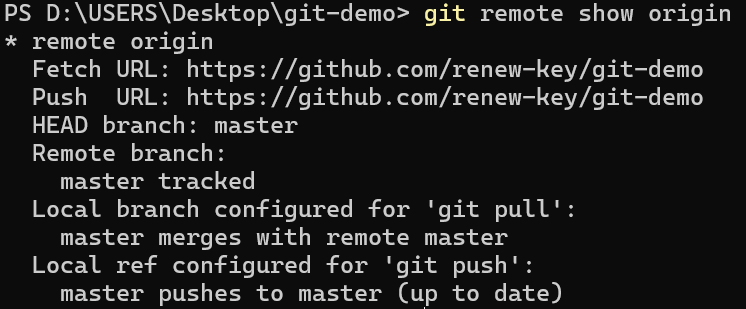 PS D:\USERS\Desktop\git-demo> git remote show origin
* remote origin
  Fetch URL: https://github.com/renew-key/git-demo
  Push  URL: https://github.com/renew-key/git-demo
  HEAD branch: master
  Remote branch:
    master tracked
  Local branch configured for 'git pull':
    master merges with remote master
  Local ref configured for 'git push':
    master pushes to master (up to date)